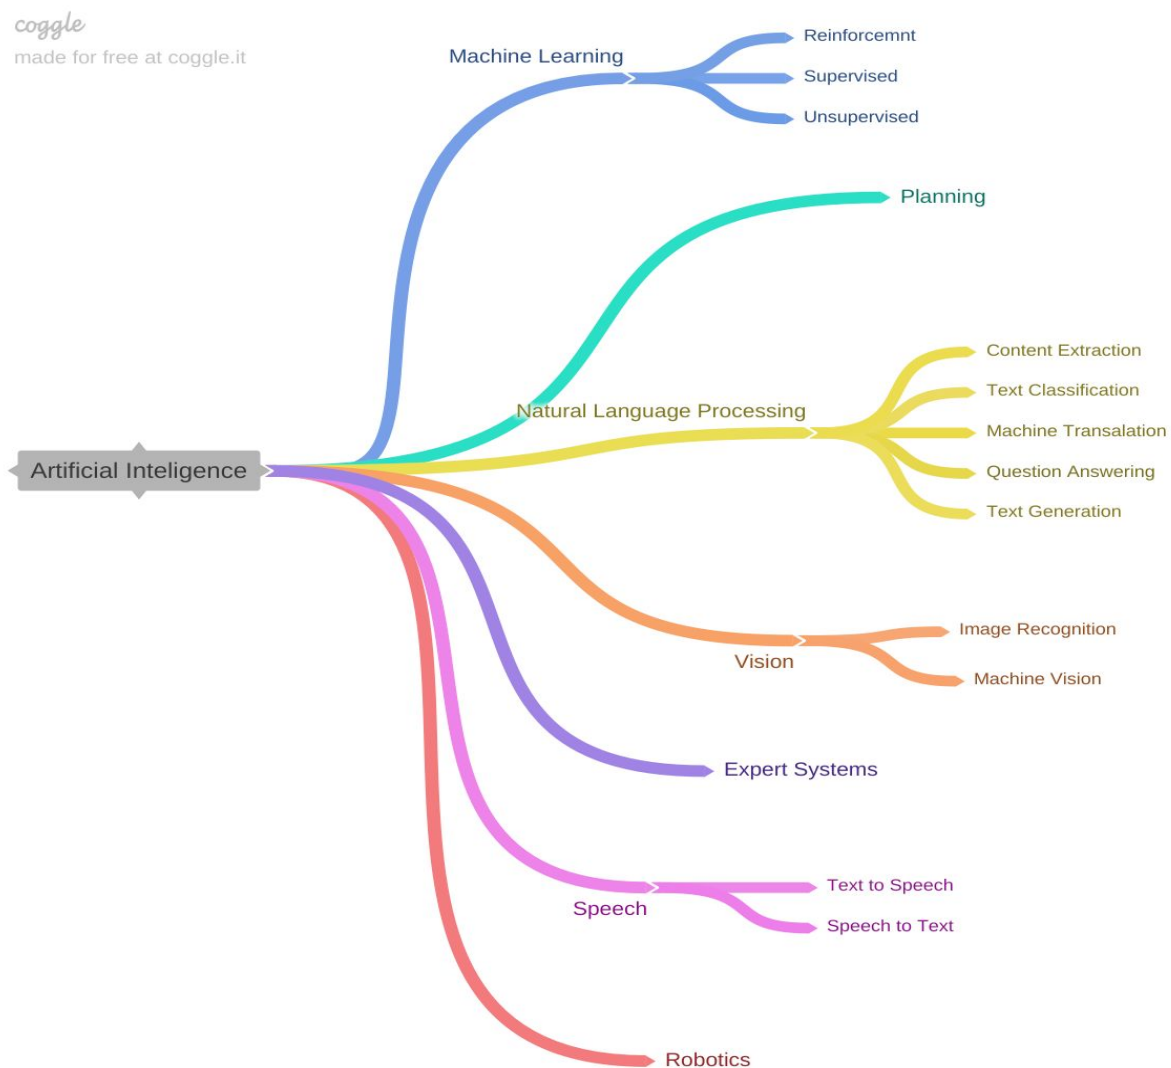 coggle
made for free at coggle.it
Machine Learning
Reinforcemnt
Supervised
Unsupervised
Planning
Natural Language Processing
Content Extraction
Text Classification
Machine Transalation
Question Answering
Text Generation
Artificial Inteligence
Vision
Image Recognition
Machine Vision
Expert Systems
Speech
Text to Speech
Speech to Text
Robotics